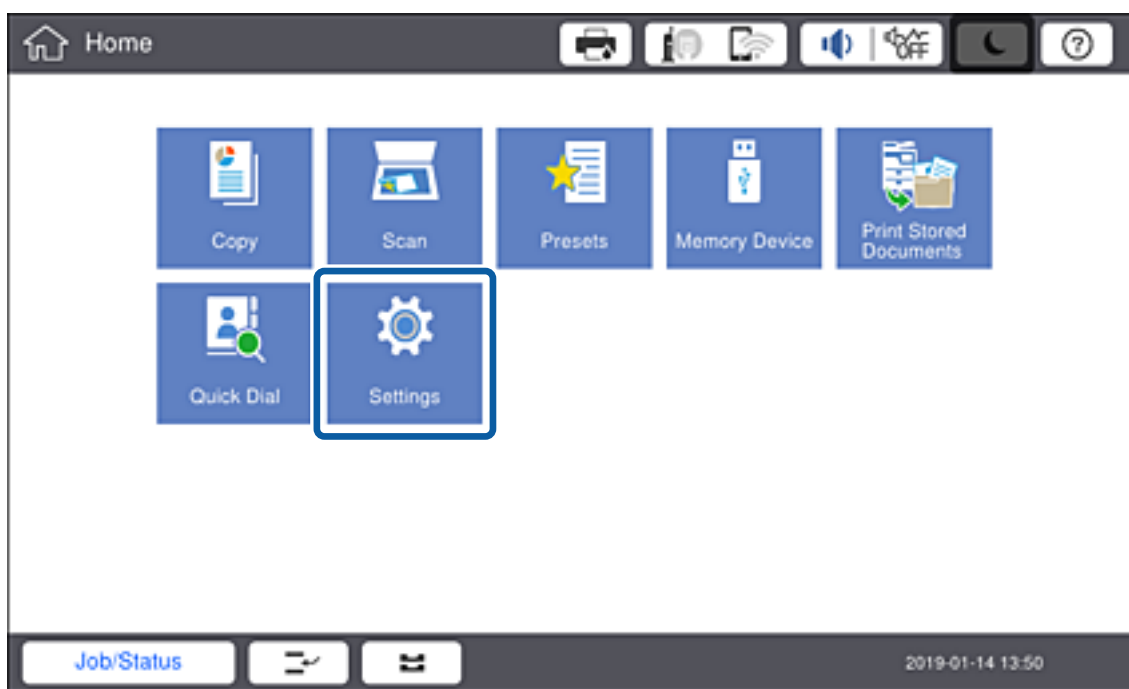 Home
OFF
Copy
Scan
Presets
Memory Device
Print Stored
Documents
Quick Dial
Settings
Job/Status
2019-01-14 13:50